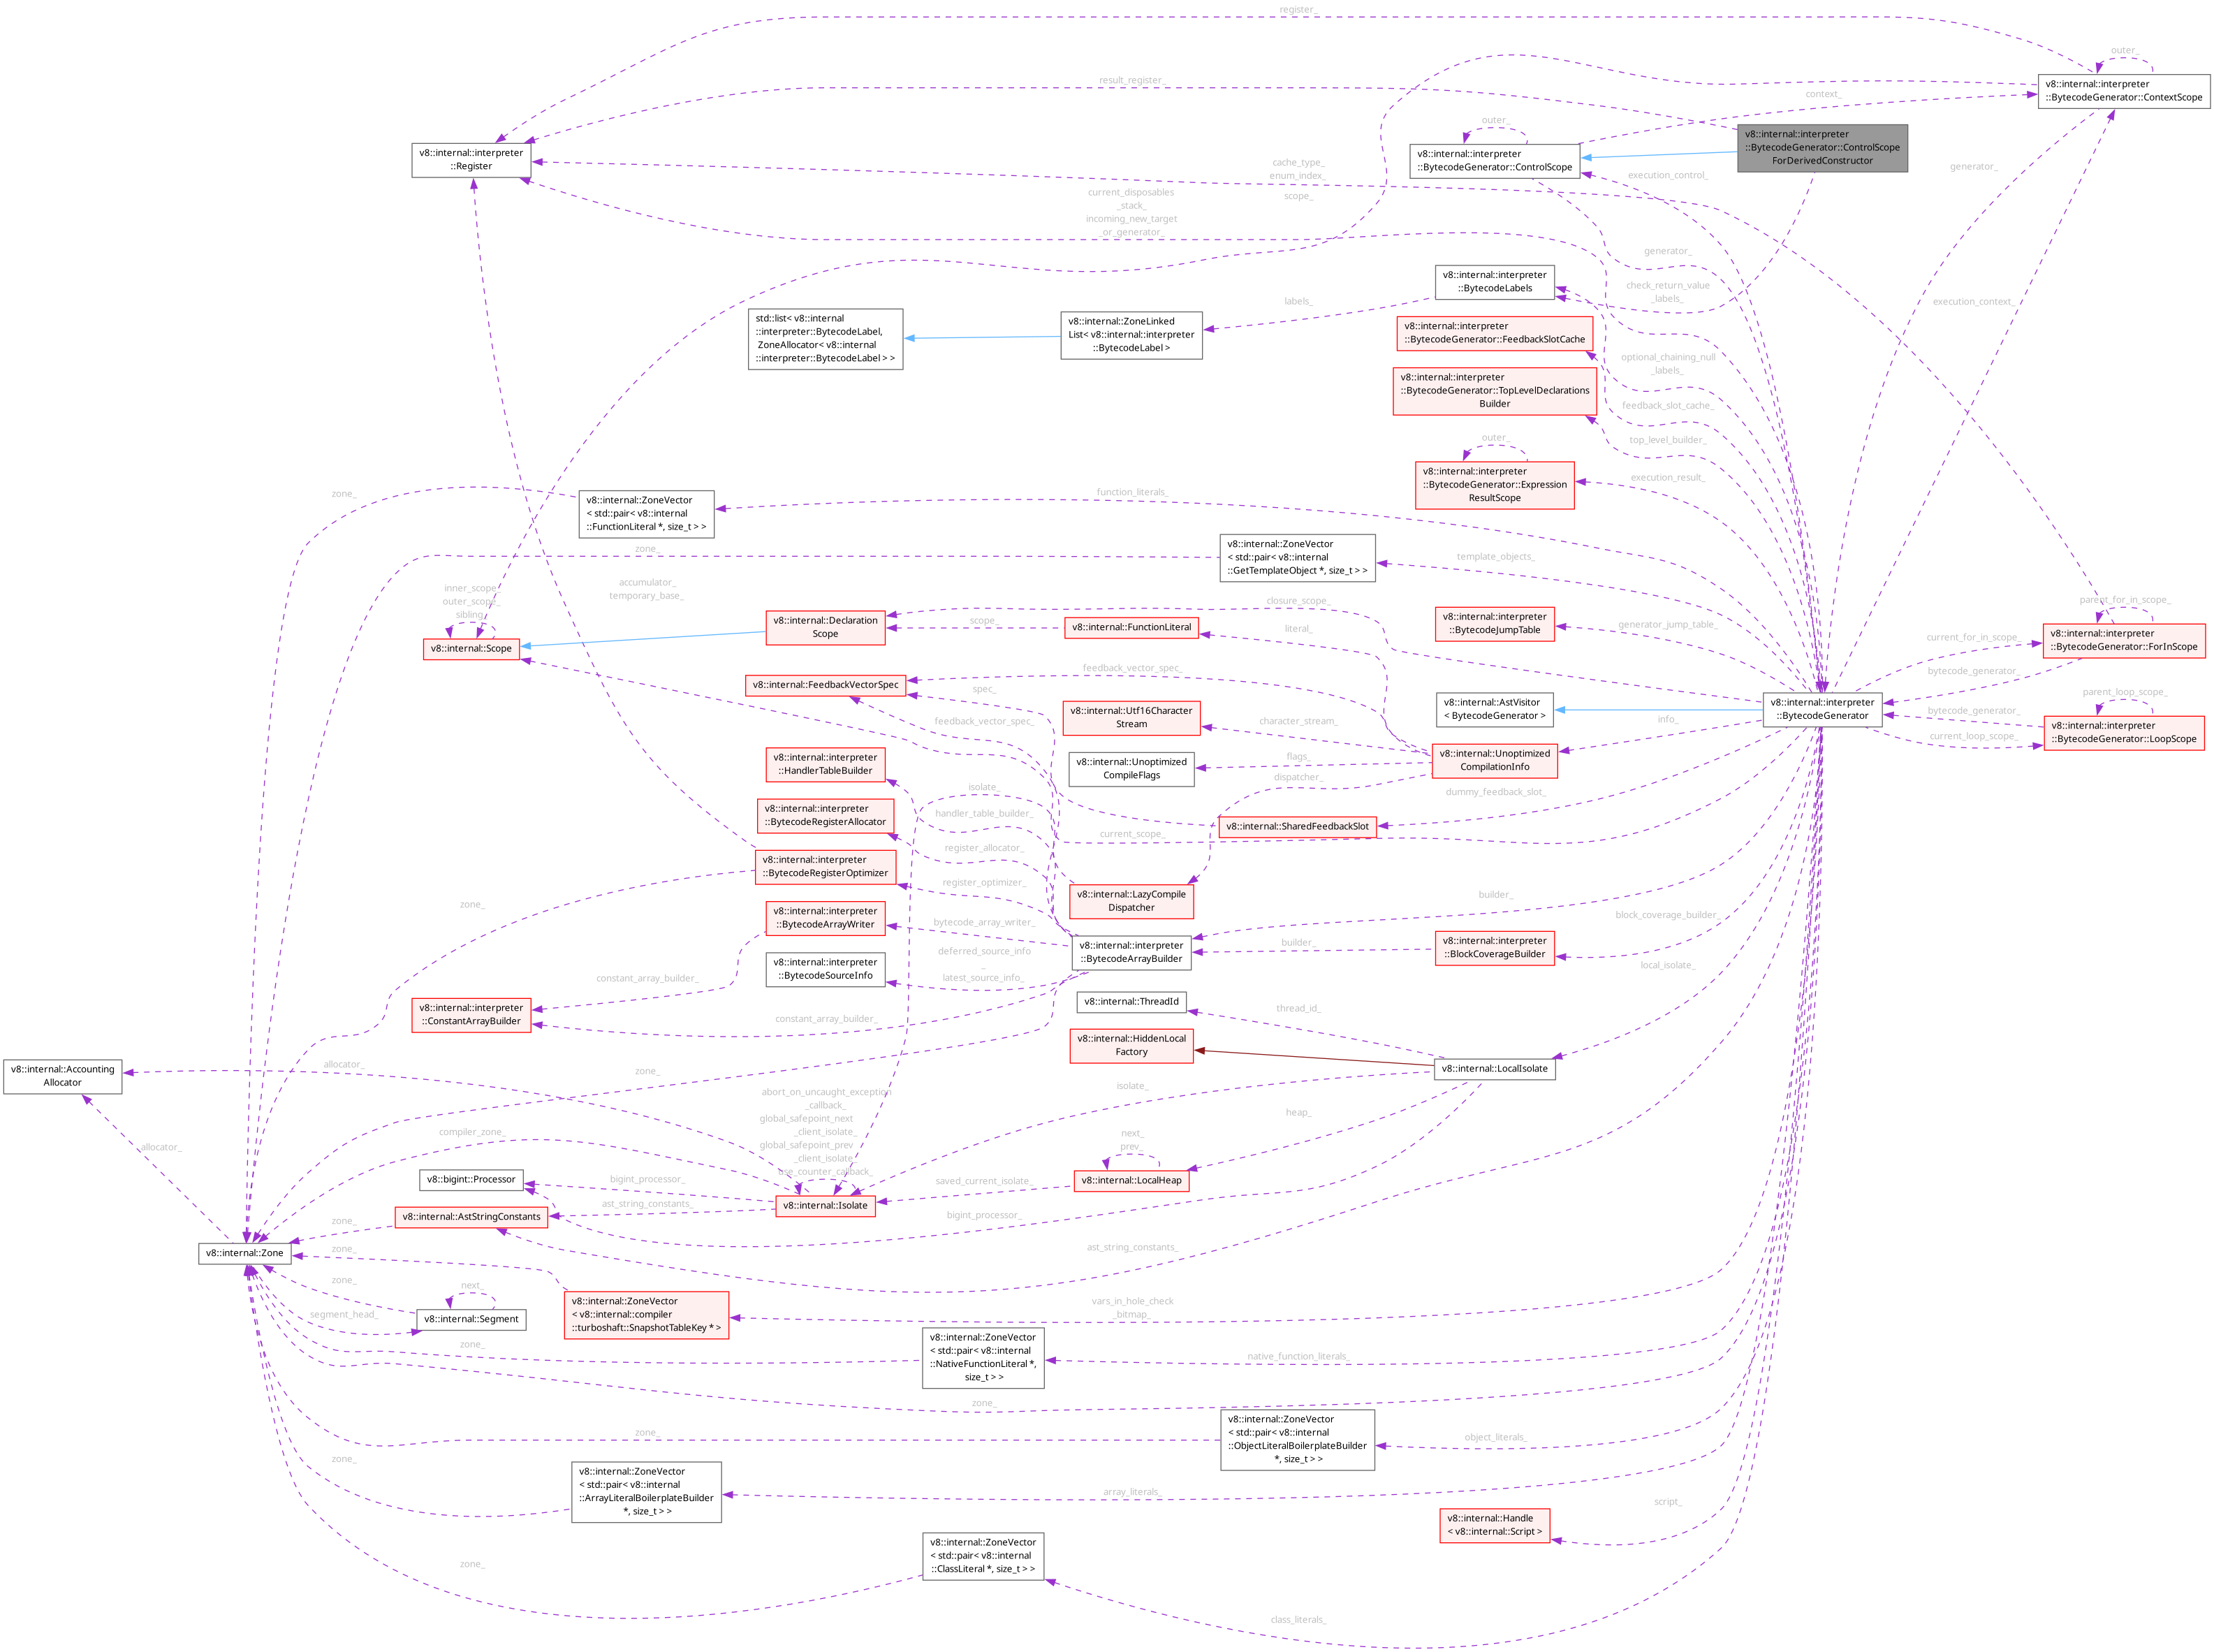 register_
outer_
v8::internal::interpreter
::BytecodeGenerator::ContextScope
result_register_
context_
v8::internal::interpreter
::BytecodeGenerator::ControlScope
ForDerivedConstructor
outer_
v8::internal::interpreter
::BytecodeGenerator::ControlScope
v8::internal::interpreter
::Register
cache_type_
enum_index_
execution_control_
generator_
scope_
current_disposables
_stack_
incoming_new_target
_or_generator_
generator_
v8::internal::interpreter
::BytecodeLabels
check_return_value
_labels_
execution_context_
labels_
std::list< v8::internal
::interpreter::BytecodeLabel,
ZoneAllocator< v8::internal
::interpreter::BytecodeLabel > >
v8::internal::ZoneLinked
List< v8::internal::interpreter
::BytecodeLabel >
v8::internal::interpreter
::BytecodeGenerator::FeedbackSlotCache
optional_chaining_null
_labels_
v8::internal::interpreter
::BytecodeGenerator::TopLevelDeclarations
Builder
feedback_slot_cache_
top_level_builder_
outer_
v8::internal::interpreter
::BytecodeGenerator::Expression
ResultScope
execution_result_
zone_
v8::internal::ZoneVector
< std::pair< v8::internal
::FunctionLiteral *, size_t > >
function_literals_
zone_
v8::internal::ZoneVector
< std::pair< v8::internal
::GetTemplateObject *, size_t > >
template_objects_
accumulator_
temporary_base_
inner_scope_
outer_scope_
sibling_
v8::internal::Scope
v8::internal::Declaration
Scope
scope_
v8::internal::FunctionLiteral
closure_scope_
literal_
v8::internal::interpreter
::BytecodeJumpTable
generator_jump_table_
parent_for_in_scope_
current_for_in_scope_
v8::internal::interpreter
::BytecodeGenerator::ForInScope
bytecode_generator_
feedback_vector_spec_
v8::internal::FeedbackVectorSpec
spec_
v8::internal::AstVisitor
< BytecodeGenerator >
v8::internal::interpreter
::BytecodeGenerator
parent_loop_scope_
bytecode_generator_
v8::internal::interpreter
::BytecodeGenerator::LoopScope
current_loop_scope_
feedback_vector_spec_
v8::internal::Utf16Character
Stream
character_stream_
info_
v8::internal::interpreter
::HandlerTableBuilder
v8::internal::Unoptimized
CompileFlags
flags_
v8::internal::Unoptimized
CompilationInfo
dispatcher_
isolate_
dummy_feedback_slot_
v8::internal::interpreter
::BytecodeRegisterAllocator
handler_table_builder_
v8::internal::SharedFeedbackSlot
current_scope_
register_allocator_
v8::internal::interpreter
::BytecodeRegisterOptimizer
register_optimizer_
v8::internal::LazyCompile
Dispatcher
zone_
builder_
v8::internal::interpreter
::BytecodeArrayWriter
bytecode_array_writer_
block_coverage_builder_
v8::internal::interpreter
::BytecodeArrayBuilder
builder_
v8::internal::interpreter
::BlockCoverageBuilder
v8::internal::interpreter
::BytecodeSourceInfo
deferred_source_info
_
latest_source_info_
constant_array_builder_
local_isolate_
v8::internal::interpreter
::ConstantArrayBuilder
constant_array_builder_
v8::internal::ThreadId
thread_id_
v8::internal::HiddenLocal
Factory
v8::internal::LocalIsolate
v8::internal::Accounting
Allocator
allocator_
zone_
isolate_
abort_on_uncaught_exception
_callback_
global_safepoint_next
_client_isolate_
global_safepoint_prev
_client_isolate_
use_counter_callback_
heap_
allocator_
compiler_zone_
next_
prev_
v8::internal::LocalHeap
saved_current_isolate_
v8::bigint::Processor
bigint_processor_
v8::internal::Isolate
ast_string_constants_
bigint_processor_
v8::internal::AstStringConstants
zone_
v8::internal::Zone
ast_string_constants_
zone_
zone_
next_
segment_head_
v8::internal::Segment
v8::internal::ZoneVector
< v8::internal::compiler
::turboshaft::SnapshotTableKey * >
vars_in_hole_check
_bitmap_
zone_
v8::internal::ZoneVector
< std::pair< v8::internal
::NativeFunctionLiteral *,
size_t > >
native_function_literals_
zone_
zone_
v8::internal::ZoneVector
< std::pair< v8::internal
::ObjectLiteralBoilerplateBuilder
*, size_t > >
object_literals_
zone_
v8::internal::ZoneVector
< std::pair< v8::internal
::ArrayLiteralBoilerplateBuilder
*, size_t > >
array_literals_
v8::internal::Handle
< v8::internal::Script >
script_
zone_
v8::internal::ZoneVector
< std::pair< v8::internal
::ClassLiteral *, size_t > >
class_literals_